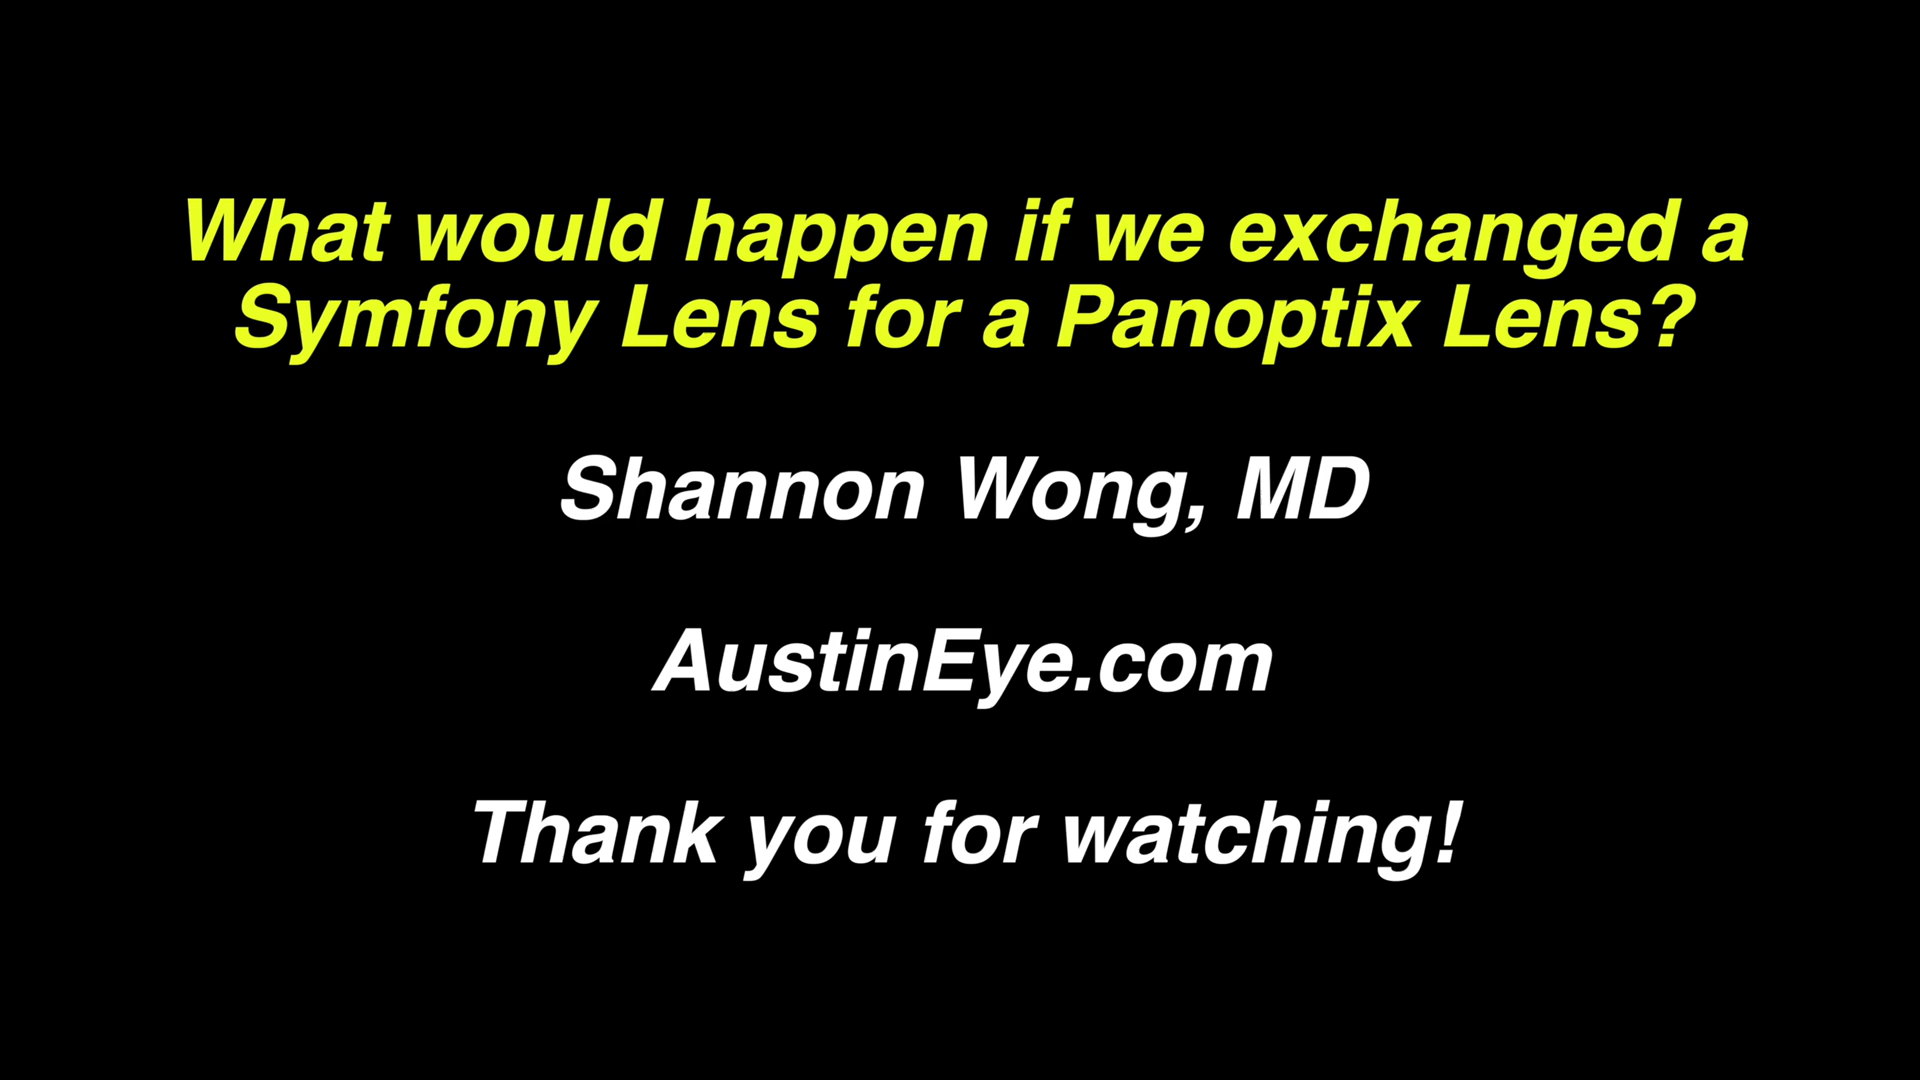 What would happen if we exchanged a
Symfony Lens for a Panoptix Lens?
Shannon Wong, MD
AustinEye.com
Thank you for watching!